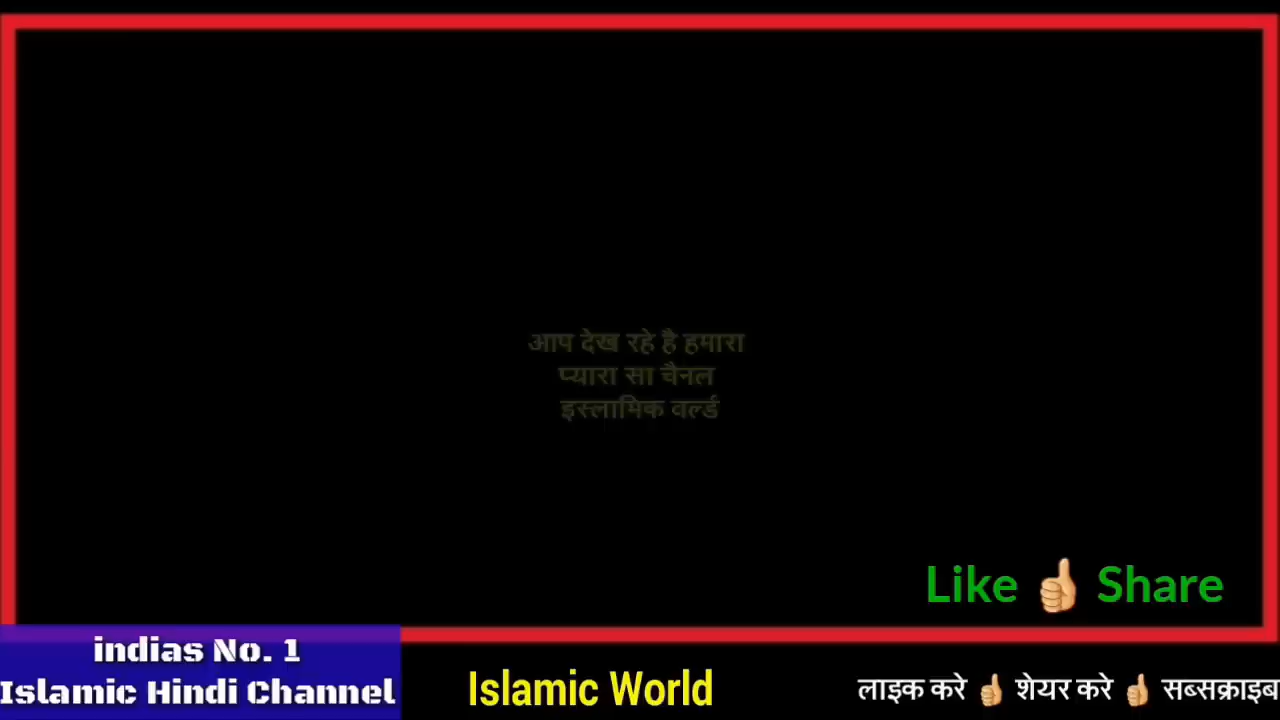 आप देख रहे है हमारा
प्यारा सा चैनल
इस्लामिक वर्ल्ड
Like 👍🏼 Share
indias No. 1
Islamic Hindi Channel
Islamic World
लाइक करे 👍🏼 शेयर करे 👍🏼 सब्सक्राइब